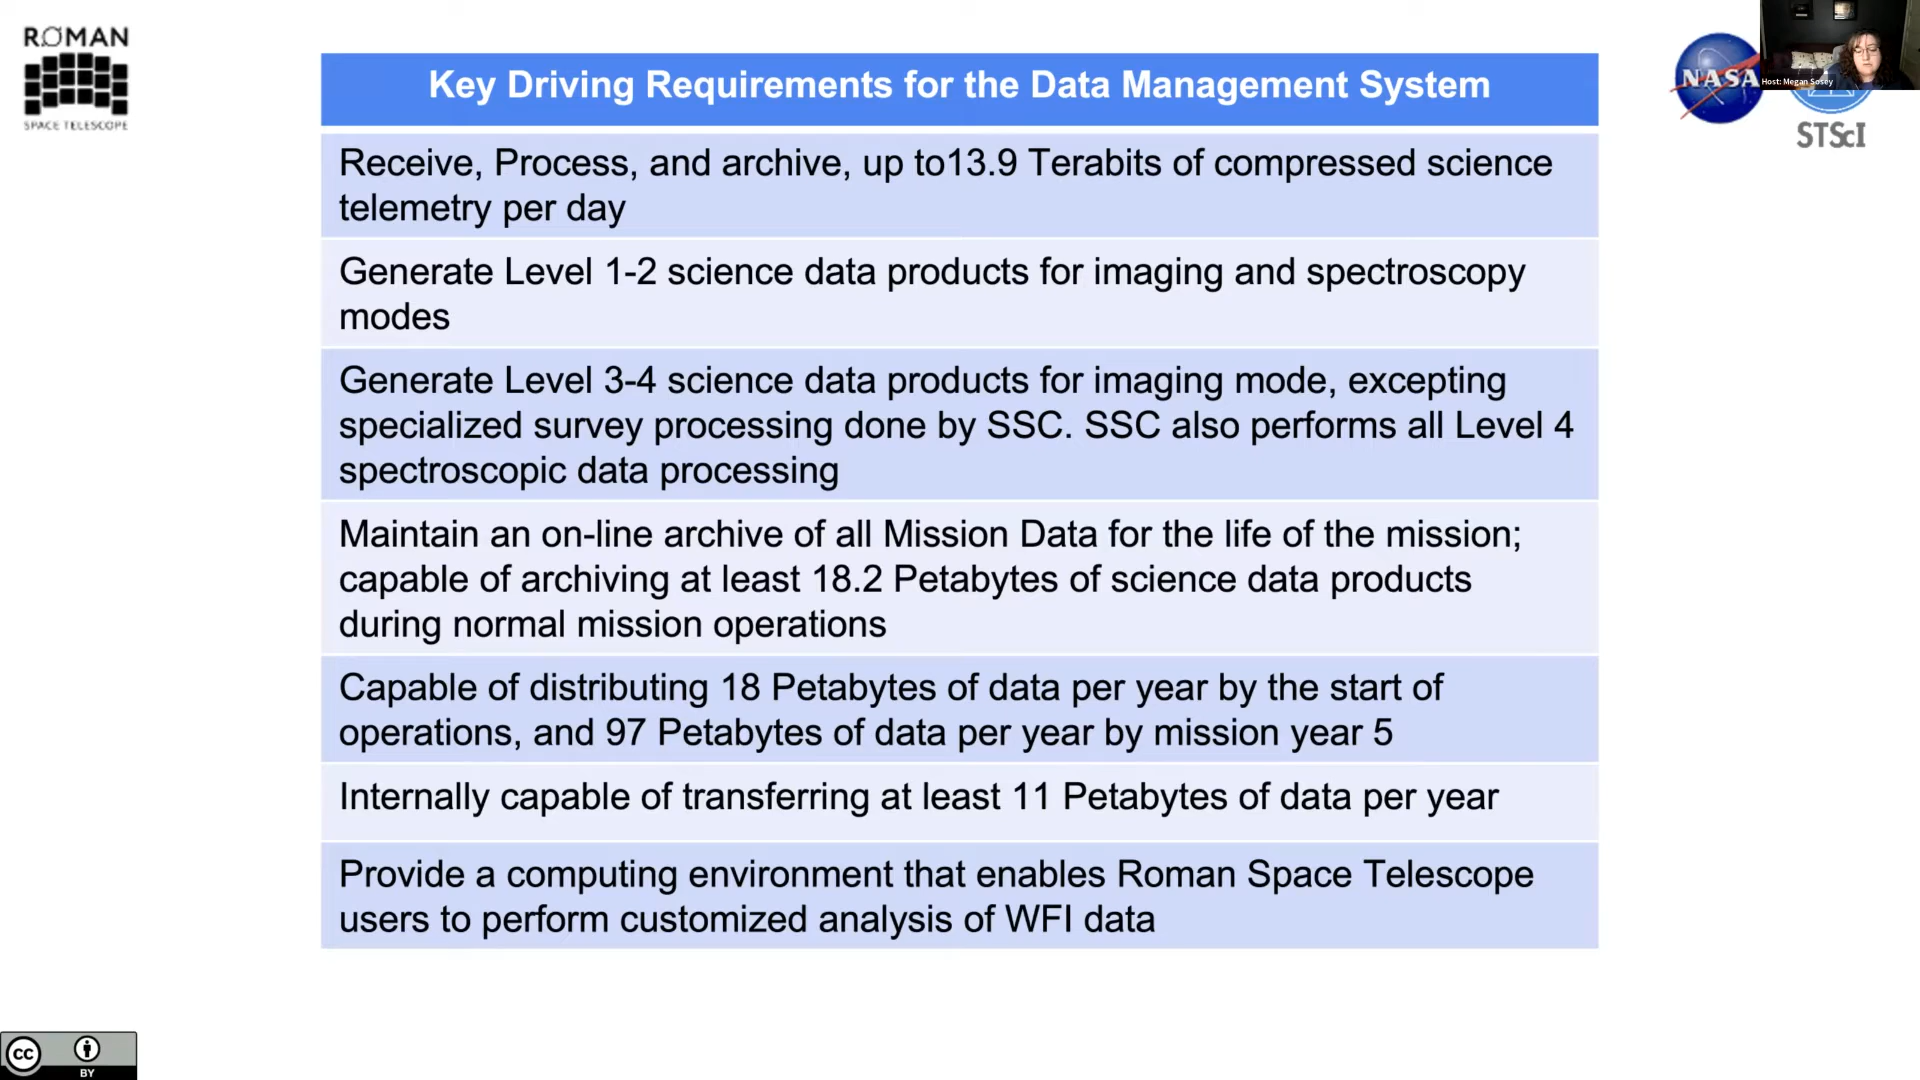 ROMAN
SPACE TELESCOPE
Key Driving Requirements for the Data Management System
NASA
Host: Megan Sosey
STScI
Receive, Process, and archive, up to13.9 Terabits of compressed science
telemetry per day
Generate Level 1-2 science data products for imaging and spectroscopy
modes
Generate Level 3-4 science data products for imaging mode, excepting
specialized survey processing done by SSC. SSC also performs all Level 4
spectroscopic data processing
Maintain an on-line archive of all Mission Data for the life of the mission;
capable of archiving at least 18.2 Petabytes of science data products
during normal mission operations
Capable of distributing 18 Petabytes of data per year by the start of
operations, and 97 Petabytes of data per year by mission year 5
Internally capable of transferring at least 11 Petabytes of data per year
Provide a computing environment that enables Roman Space Telescope
users to perform customized analysis of WFI data
cc
BY